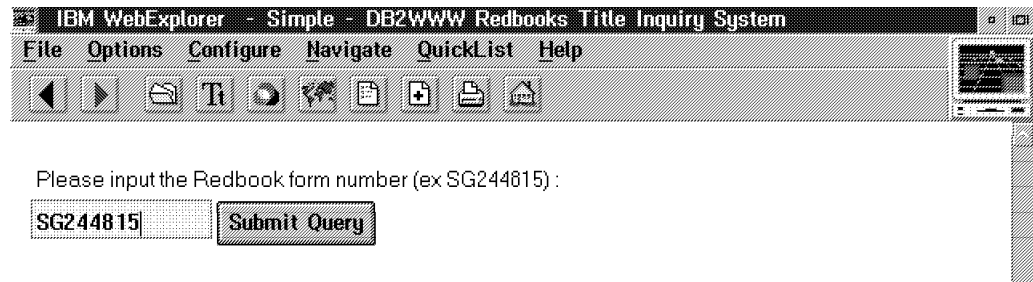 IBM WebExplorer - Simple - DB2WWW Redbooks Title Inquiry System
File Options Configure Navigate QuickList Help
Tt
Please input the Redbook form number (ex SG244815) :
SG244815 Submit Query